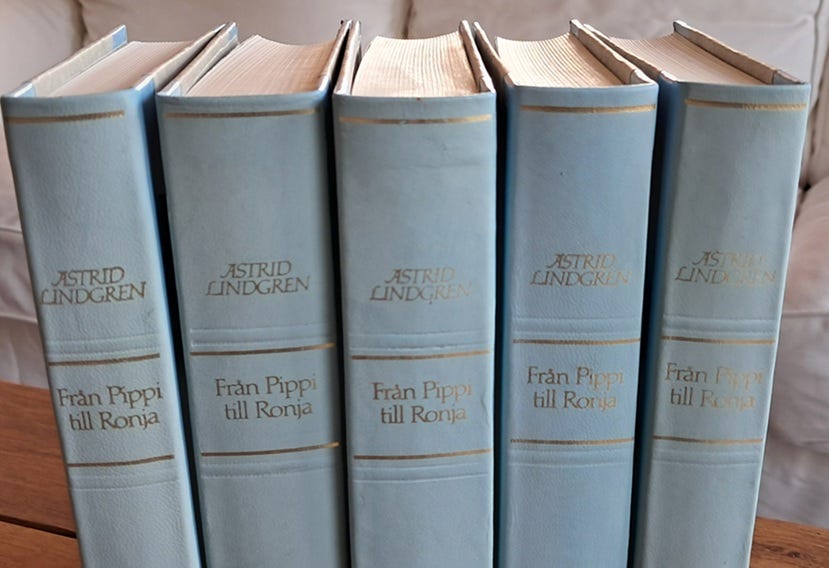 ASTRID
LINDGREN
Från Pippi
till Ronja
ASTRID
LINDGREN
Från Pippi
till Ronja
ASTRID
LINDGREN
Från Pippi
till Ronja
ASTRID
LINDGREN
Från Pippi
till Ronja
ASTRID
LINDGREN
Från Pippi
till Ronja